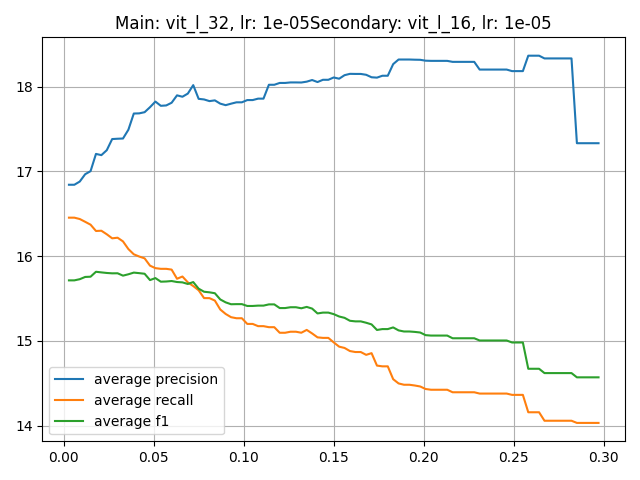 Main: vit_l_32, lr: 1e-05Secondary: vit_l_16, lr: 1e-05
18
17
16
15
14
average precision
average recall
average f1
0.00 0.05 0.10 0.15 0.20 0.25 0.30